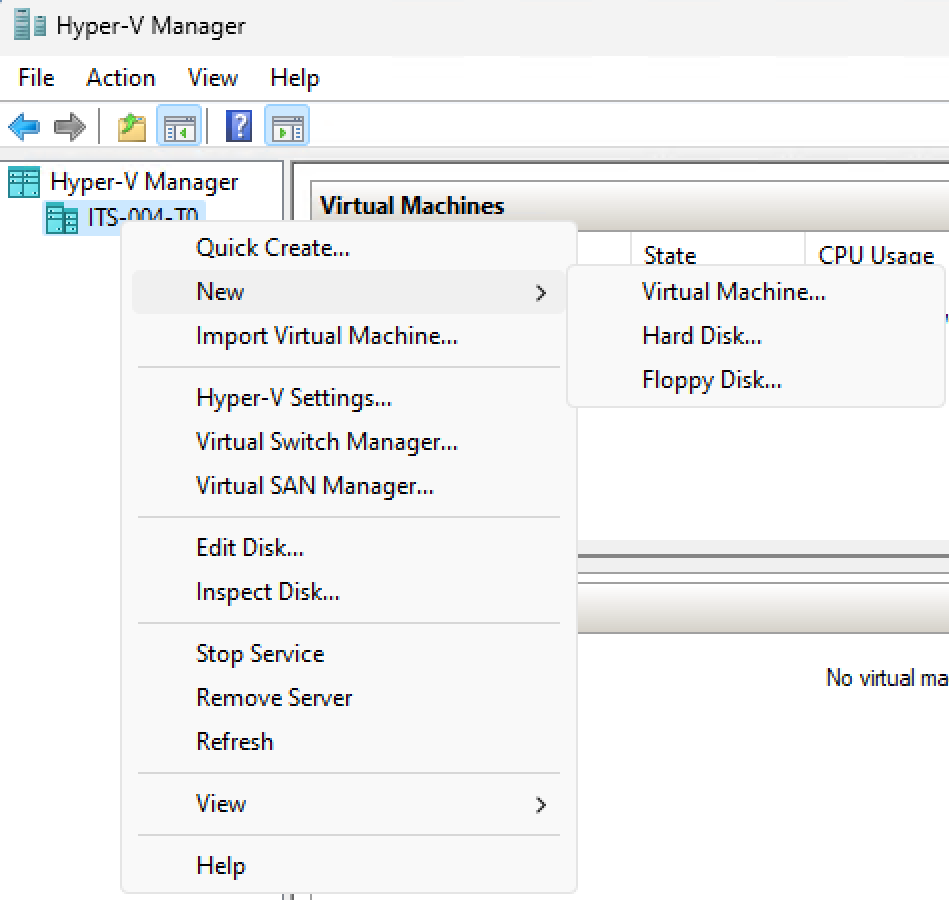 Hyper-V Manager
File Action View Help
Hyper-V Manager
ITS-004-T0
Virtual Machines
State CPU Usage
Quick Create...
New
Import Virtual Machine...
Hyper-V Settings...
Virtual Switch Manager...
Virtual SAN Manager...
Edit Disk...
Inspect Disk...
Stop Service
Remove Server
Refresh
View
Help
Virtual Machine...
Hard Disk...
Floppy Disk...
No virtual ma